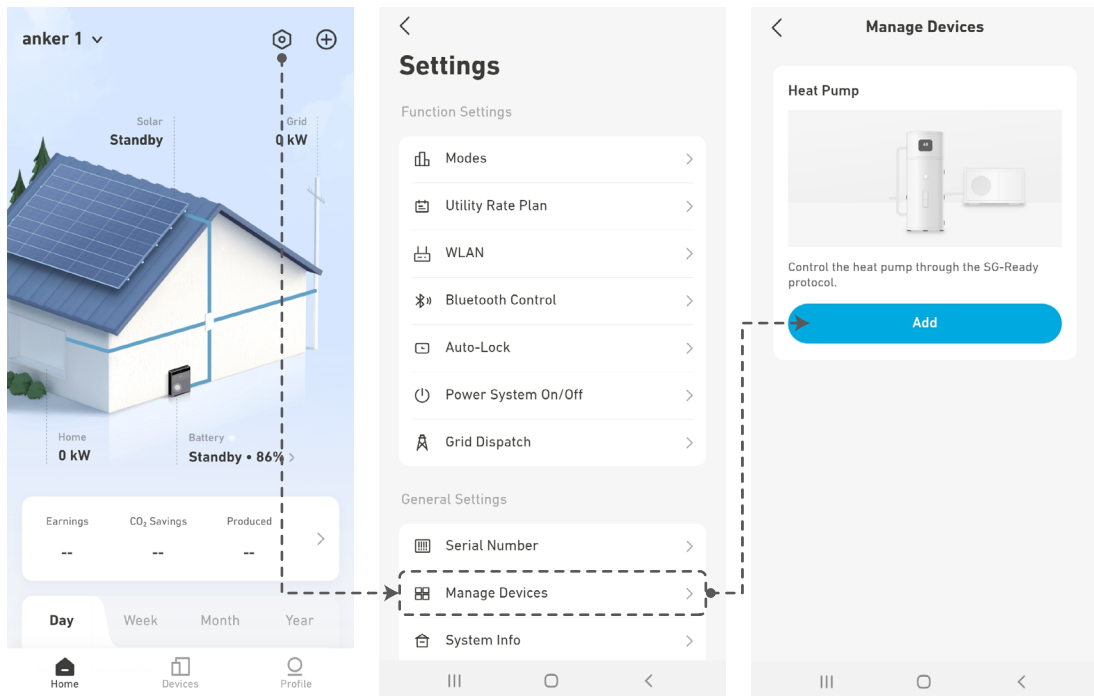 anker 1
Solar
Standby
Grid
0 kW
Home
0 kW
Battery
Standby • 86%
Earnings
CO₂ Savings
Produced
--
--
--
Day
Week
Month
Year
Home
Devices
Profile
Settings
Function Settings
Modes
Utility Rate Plan
WLAN
Bluetooth Control
Auto-Lock
Power System On/Off
Grid Dispatch
General Settings
Serial Number
Manage Devices
System Info
Manage Devices
Heat Pump
Control the heat pump through the SG-Ready
protocol.
Add